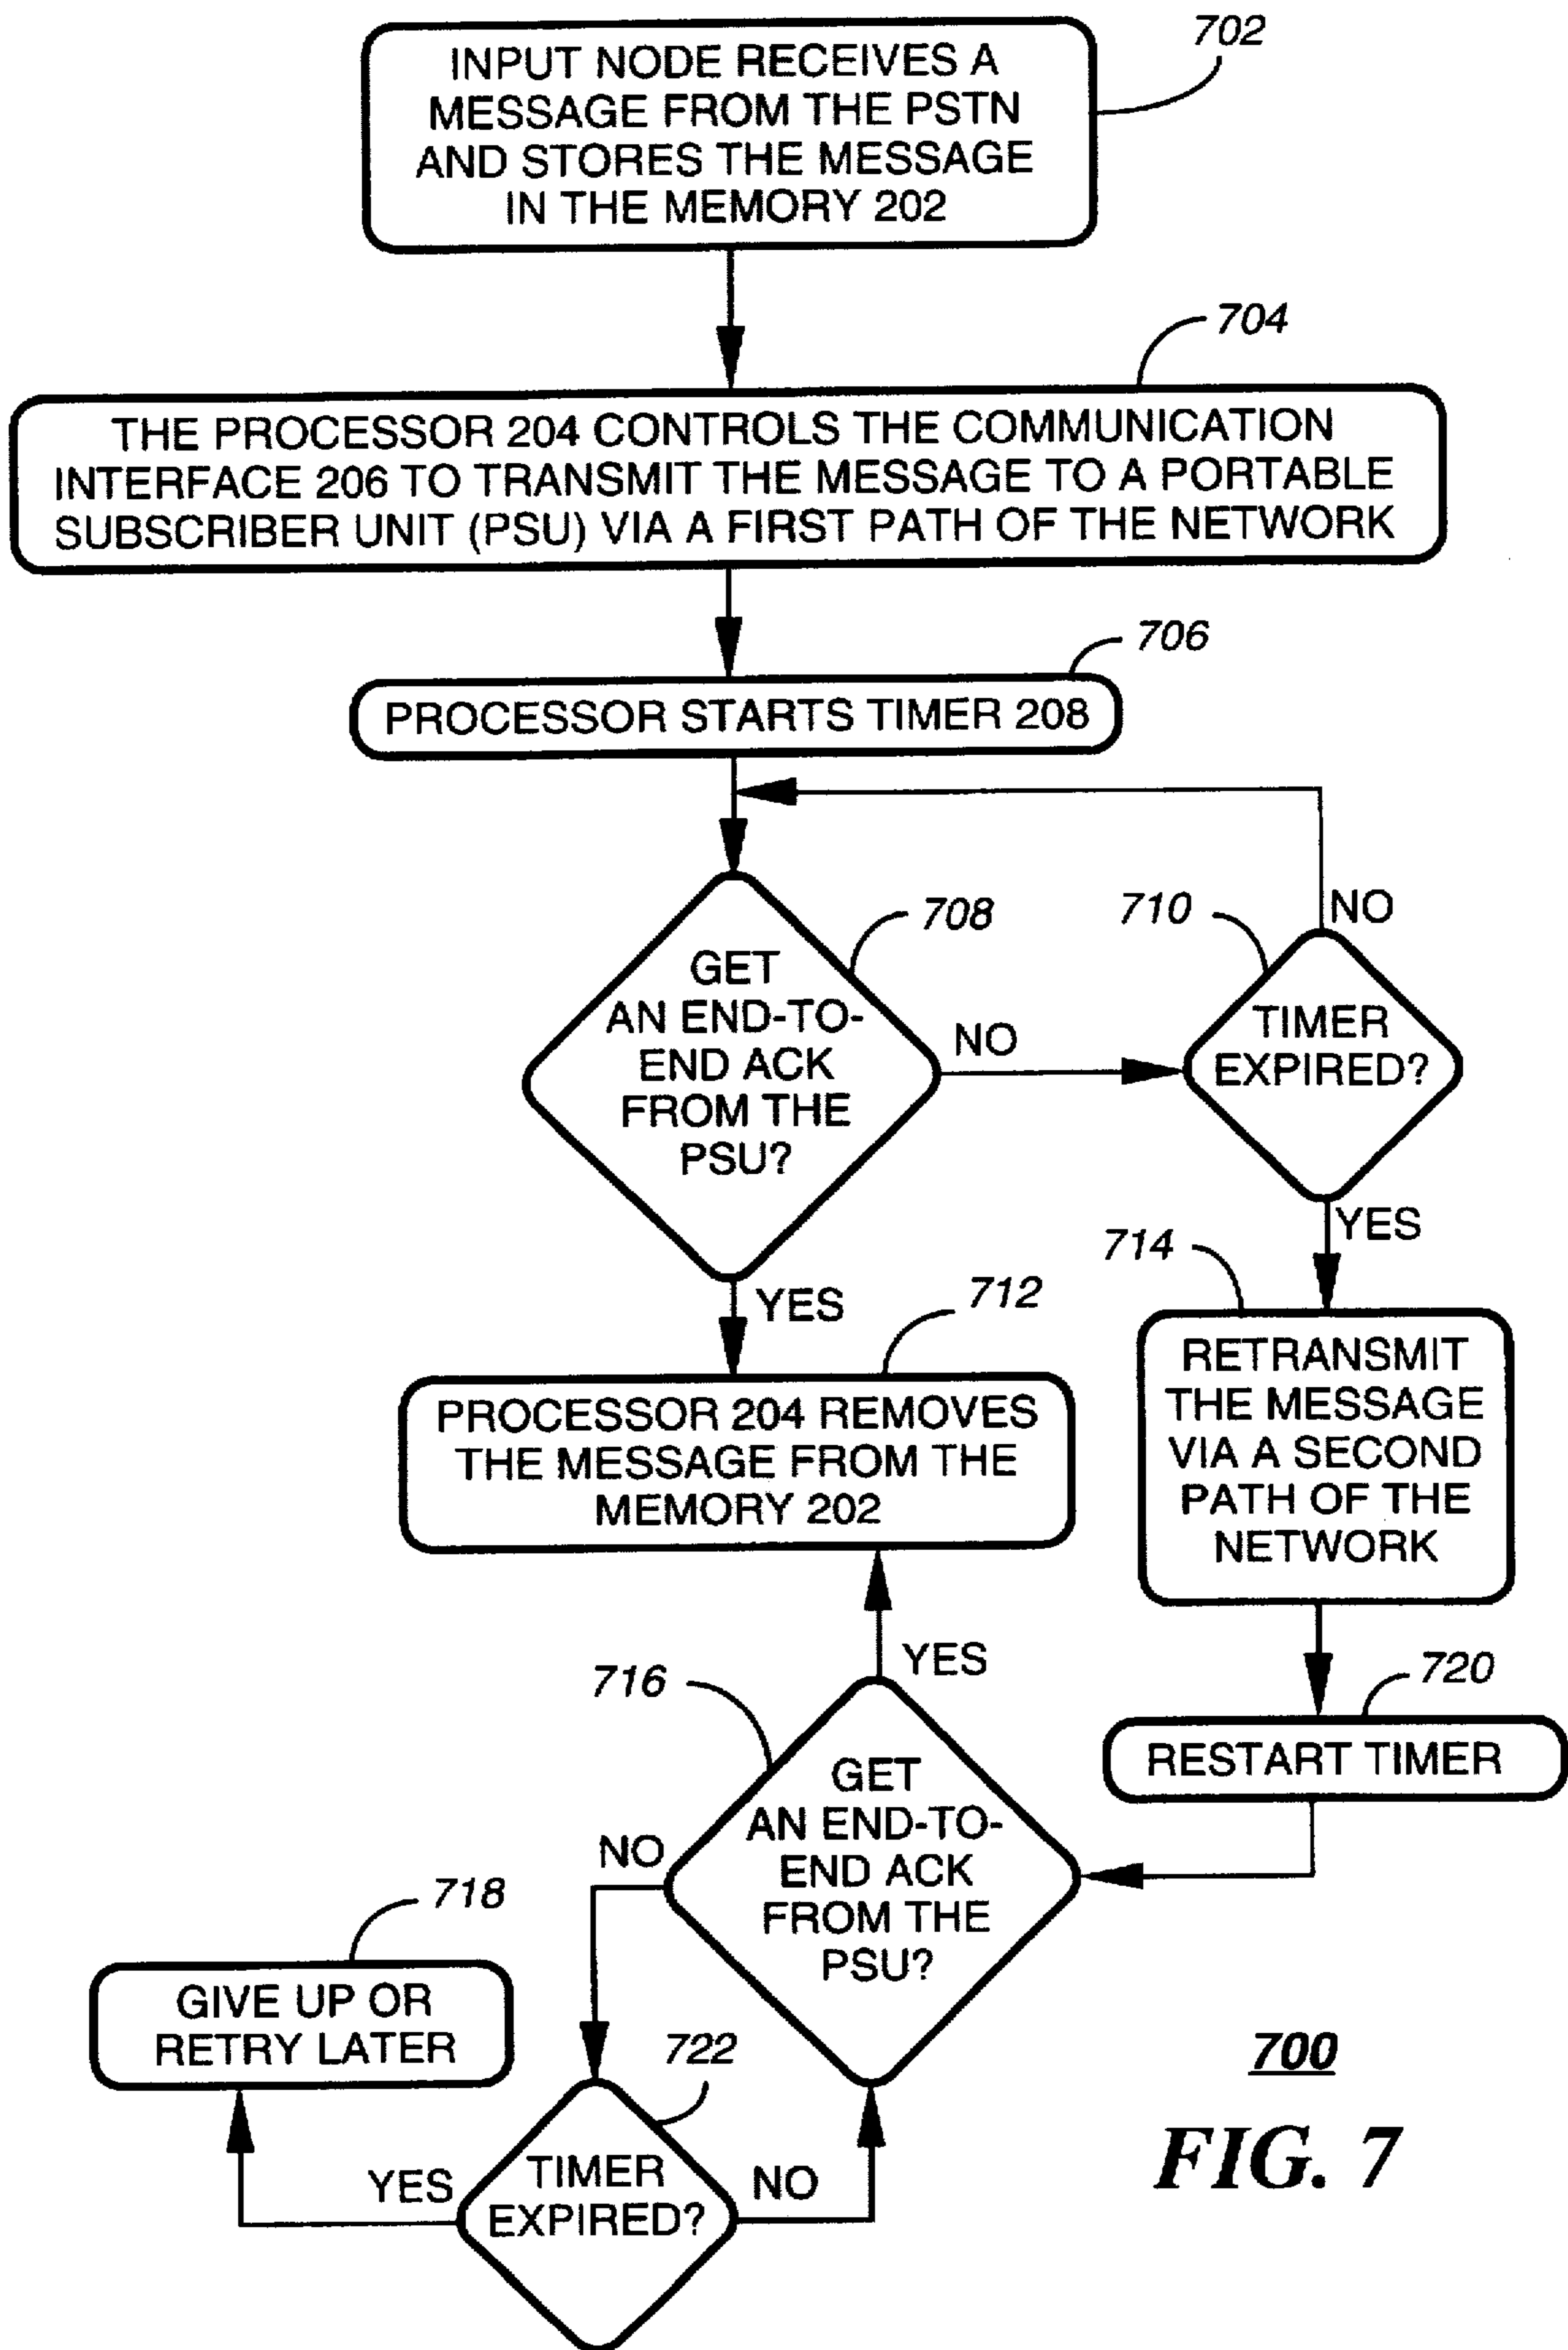 702
INPUT NODE RECEIVES A
MESSAGE FROM THE PSTN
AND STORES THE MESSAGE
IN THE MEMORY 202
704
THE PROCESSOR 204 CONTROLS THE COMMUNICATION
INTERFACE 206 TO TRANSMIT THE MESSAGE TO A PORTABLE
SUBSCRIBER UNIT (PSU) VIA A FIRST PATH OF THE NETWORK
706
PROCESSOR STARTS TIMER 208
708
GET
AN END-TO-
END ACK
FROM THE
PSU?
NO
710
NO
TIMER
EXPIRED?
YES
YES
712
PROCESSOR 204 REMOVES
THE MESSAGE FROM THE
MEMORY 202
714
RETRANSMIT
THE MESSAGE
VIA A SECOND
PATH OF THE
NETWORK
720
RESTART TIMER
716
YES
GET
AN END-TO-
END ACK
FROM THE
PSU?
NO
718
GIVE UP OR
RETRY LATER
722
TIMER
EXPIRED?
YES
NO
700
FIG. 7